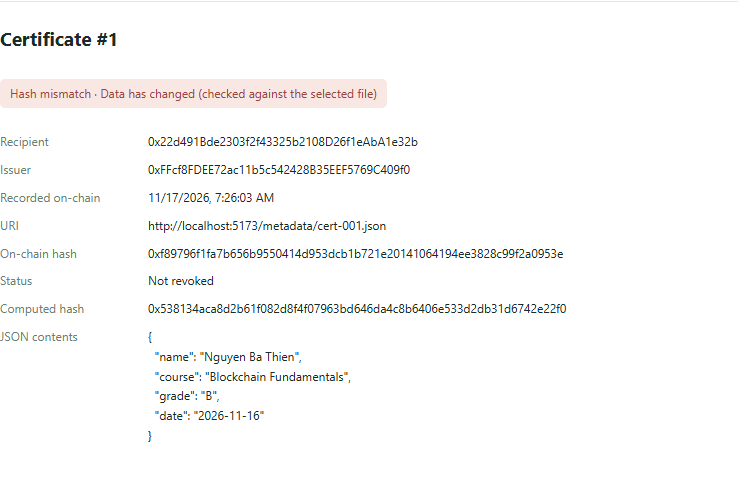 Certificate #1
Hash mismatch · Data has changed (checked against the selected file)
Recipient 0x22d491Bde2303f2f43325b2108D26f1eAbA1e32b
Issuer 0xFFcf8FDEE72ac11b5c542428B35EEF5769C409f0
Recorded on-chain 11/17/2026, 7:26:03 AM
URI http://localhost:5173/metadata/cert-001.json
On-chain hash 0xf89796f1fa7b656b9550414d953dcb1b721e20141064194ee3828c99f2a0953e
Status Not revoked
Computed hash 0x538134aca8d2b61f082d8f4f07963bd646da4c8b6406e533d2db31d6742e22f0
JSON contents {
"name": "Nguyen Ba Thien",
"course": "Blockchain Fundamentals",
"grade": "B",
"date": "2026-11-16"
}